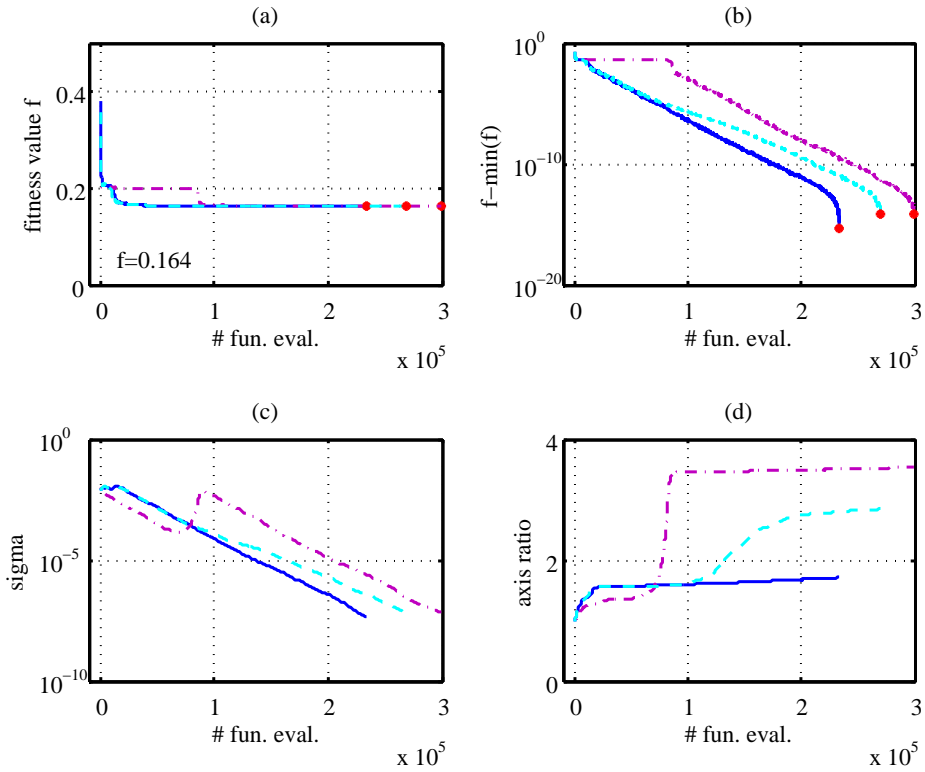 (a)
fitness value f
0.4
0.2
0
f=0.164
0 1 2 3
# fun. eval.
x 10^5
(b)
f−min(f)
10^0
10^−10
10^−20
0 1 2 3
# fun. eval.
x 10^5
(c)
sigma
10^0
10^−5
10^−10
0 1 2 3
# fun. eval.
x 10^5
(d)
axis ratio
4
2
0
0 1 2 3
# fun. eval.
x 10^5